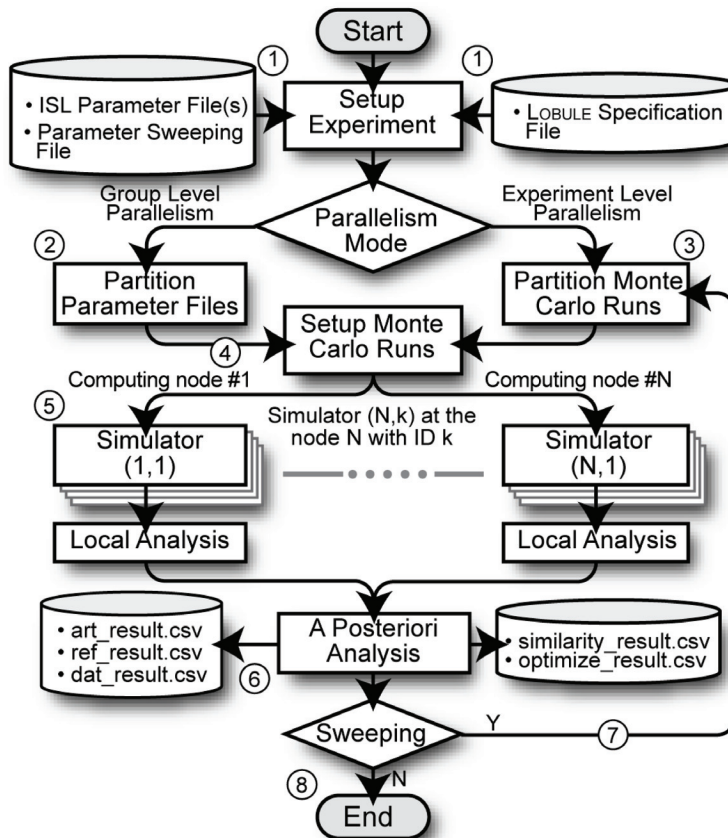 Start
① ①
• ISL Parameter File(s)
• Parameter Sweeping
File
Setup
Experiment
• LOBULE Specification
File
Group Level
Parallelism
Parallelism
Mode
Experiment Level
Parallelism
②
Partition
Parameter Files
③
Partition Monte
Carlo Runs
④
Setup Monte
Carlo Runs
Computing node #1
Computing node #N
⑤
Simulator
(1,1)
Simulator (N,k) at the
node N with ID k
Simulator
(N,1)
Local Analysis
Local Analysis
• art_result.csv
• ref_result.csv
• dat_result.csv
A Posteriori
Analysis
• similarity_result.csv
• optimize_result.csv
⑥
Sweeping
Y
⑦
⑧
N
End